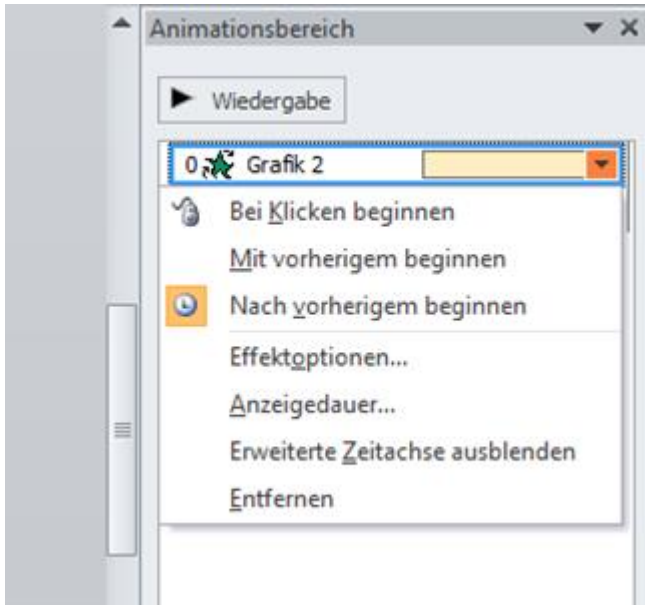 Animationsbereich
Wiedergabe
0 Grafik 2
Bei Klicken beginnen
Mit vorherigem beginnen
Nach vorherigem beginnen
Effektoptionen...
Anzeigedauer...
Erweiterte Zeitachse ausblenden
Entfernen